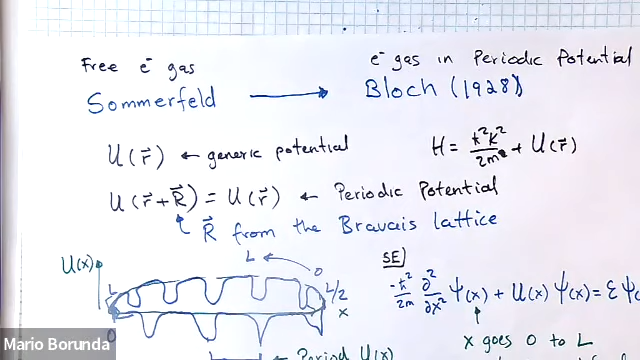 Free e⁻ gas
e⁻ gas in Periodic Potential
Sommerfeld → Bloch (1928)
U(r⃗) ← generic potential
H = ħ²k²/2m + U(r⃗)
U(r⃗+R⃗) = U(r⃗) ← Periodic Potential
R⃗ from the Bravais lattice
U(x)
L
L
0
L/2
x
0
SE)
-ħ²/2m ∂²/∂x² ψ(x) + U(x) ψ(x) = ε ψ
x goes 0 to L
Period U(x)
Mario Borunda